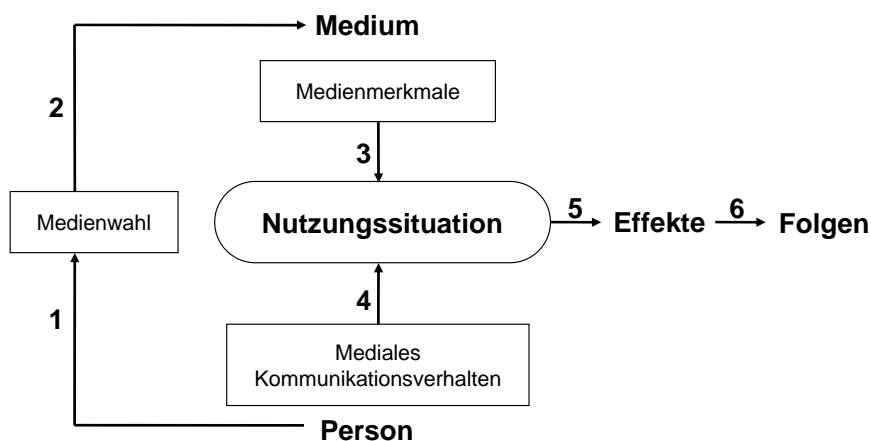 Medium
Medienmerkmale
2
3
Medienwahl
Nutzungssituation
5
Effekte
6
Folgen
4
1
Mediales
Kommunikationsverhalten
Person